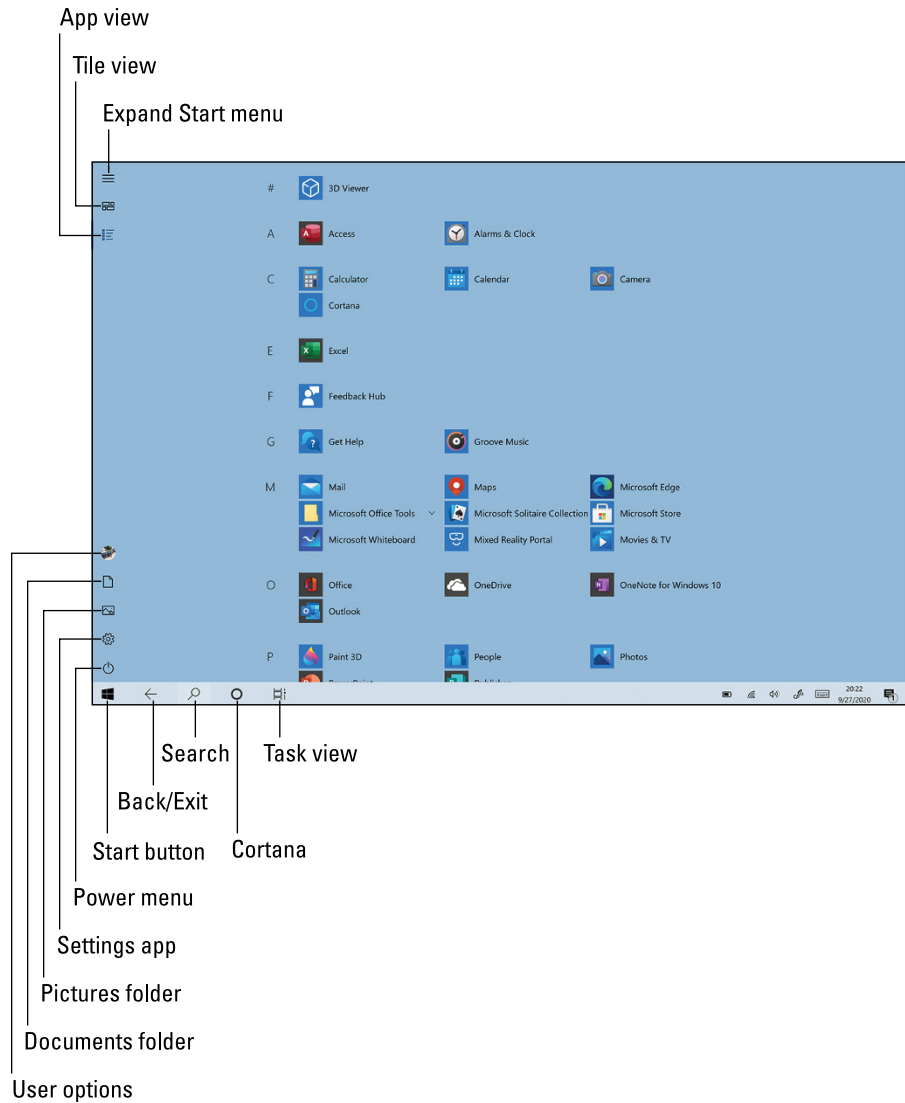 App view
Tile view
Expand Start menu
# 3D Viewer
A Access Alarms & Clock
C Calculator Calendar Camera
Cortana
E Excel
F Feedback Hub
G Get Help Groove Music
M Mail Maps Microsoft Edge
Microsoft Office Tools Microsoft Solitaire Collection Microsoft Store
Microsoft Whiteboard Mixed Reality Portal Movies & TV
O Office OneDrive OneNote for Windows 10
Outlook
P Paint 3D People Photos
PowerPoint Publisher
20:22
9/27/2020
1
Search Task view
Back/Exit
Start button Cortana
Power menu
Settings app
Pictures folder
Documents folder
User options